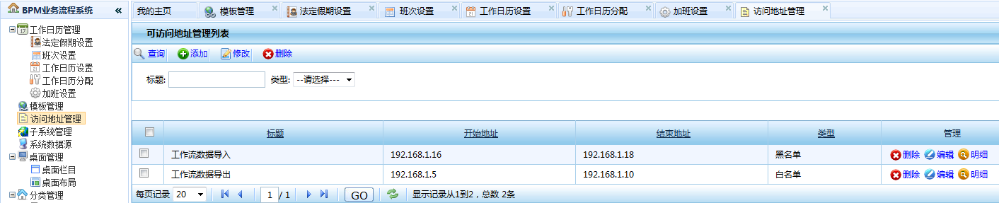 BPM业务流程系统 «
工作日历管理
17
法定假期设置
班次设置
工作日历设置
工作日历分配
加班设置
模板管理
访问地址管理
子系统管理
系统数据源
桌面管理
桌面栏目
桌面布局
分类管理
我的主页 模板管理 法定假期设置 班次设置 工作日历设置 工作日历分配 加班设置 访问地址管理
可访问地址管理列表
查询 添加 修改 删除
标题: 类型: --请选择---
标题 开始地址 结束地址 类型 管理
工作流数据导入 192.168.1.16 192.168.1.18 黑名单 删除 编辑 明细
工作流数据导出 192.168.1.5 192.168.1.10 白名单 删除 编辑 明细
每页记录 20 1 / 1 GO 显示记录从1到2，总数 2条